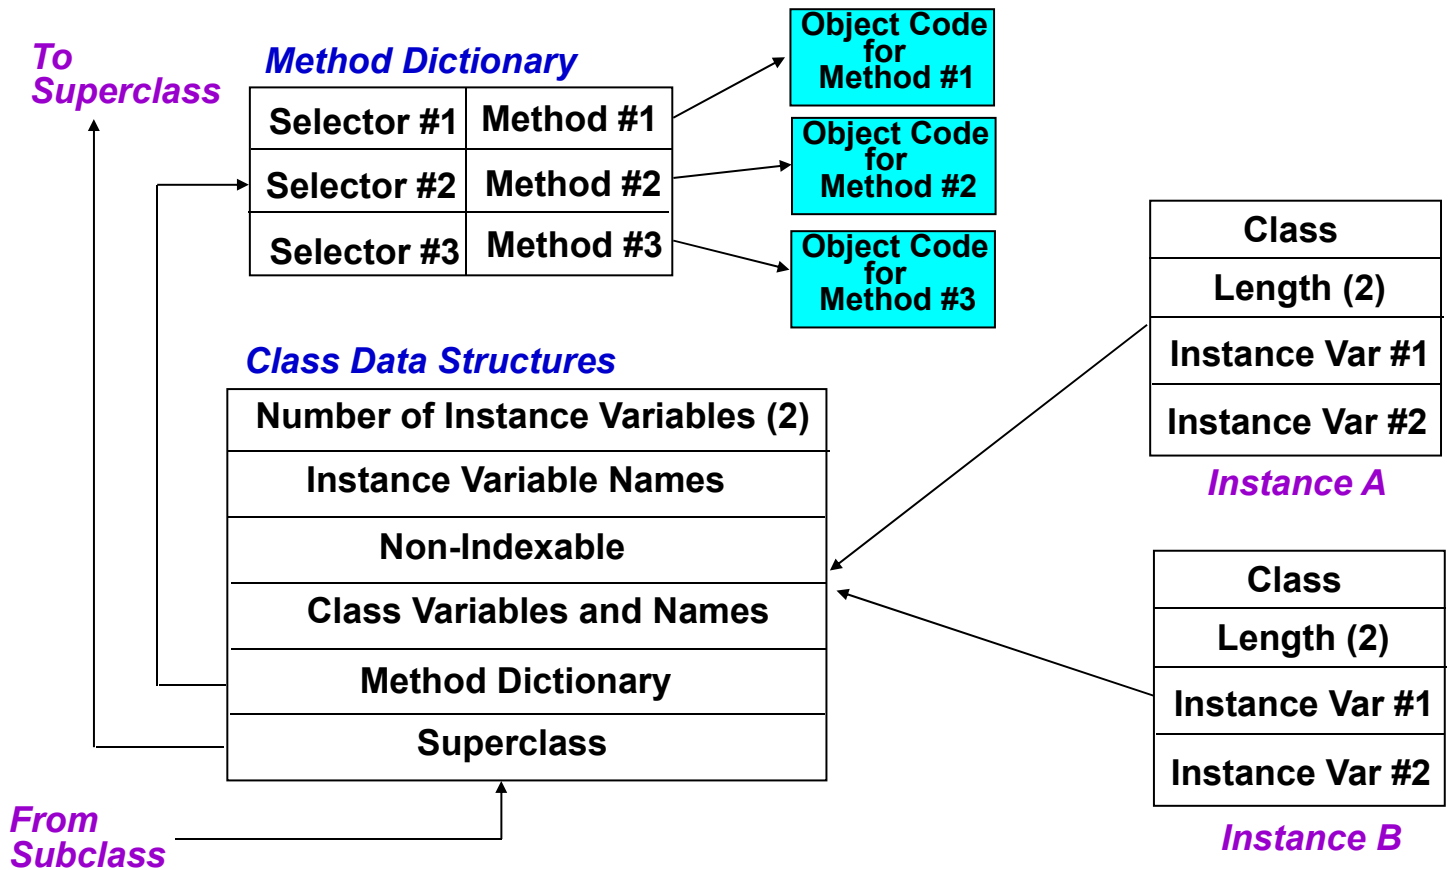 To
Superclass
Method Dictionary
Selector #1
Method #1
Selector #2
Method #2
Selector #3
Method #3
Object Code
for
Method #1
Object Code
for
Method #2
Object Code
for
Method #3
Class Data Structures
Number of Instance Variables (2)
Instance Variable Names
Non-Indexable
Class Variables and Names
Method Dictionary
Superclass
From
Subclass
Class
Length (2)
Instance Var #1
Instance Var #2
Instance A
Class
Length (2)
Instance Var #1
Instance Var #2
Instance B